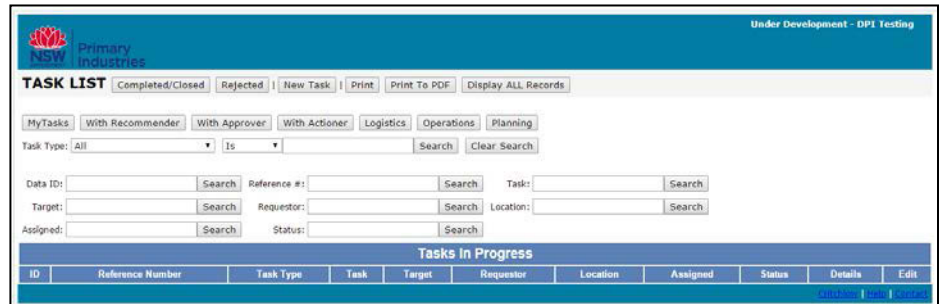 Under Development - DPI Testing
NSW
Primary
Industries
TASK LIST Completed/Closed Rejected | New Task | Print Print To PDF Display ALL Records
MyTasks With Recommender With Approver With Actioner Logistics Operations Planning
Task Type: All Is Search Clear Search
Data ID: Search Reference #: Search Task: Search
Target: Search Requestor: Search Location: Search
Assigned: Search Status: Search
Tasks In Progress
ID Reference Number Task Type Task Target Requestor Location Assigned Status Details Edit
| Help | Contact